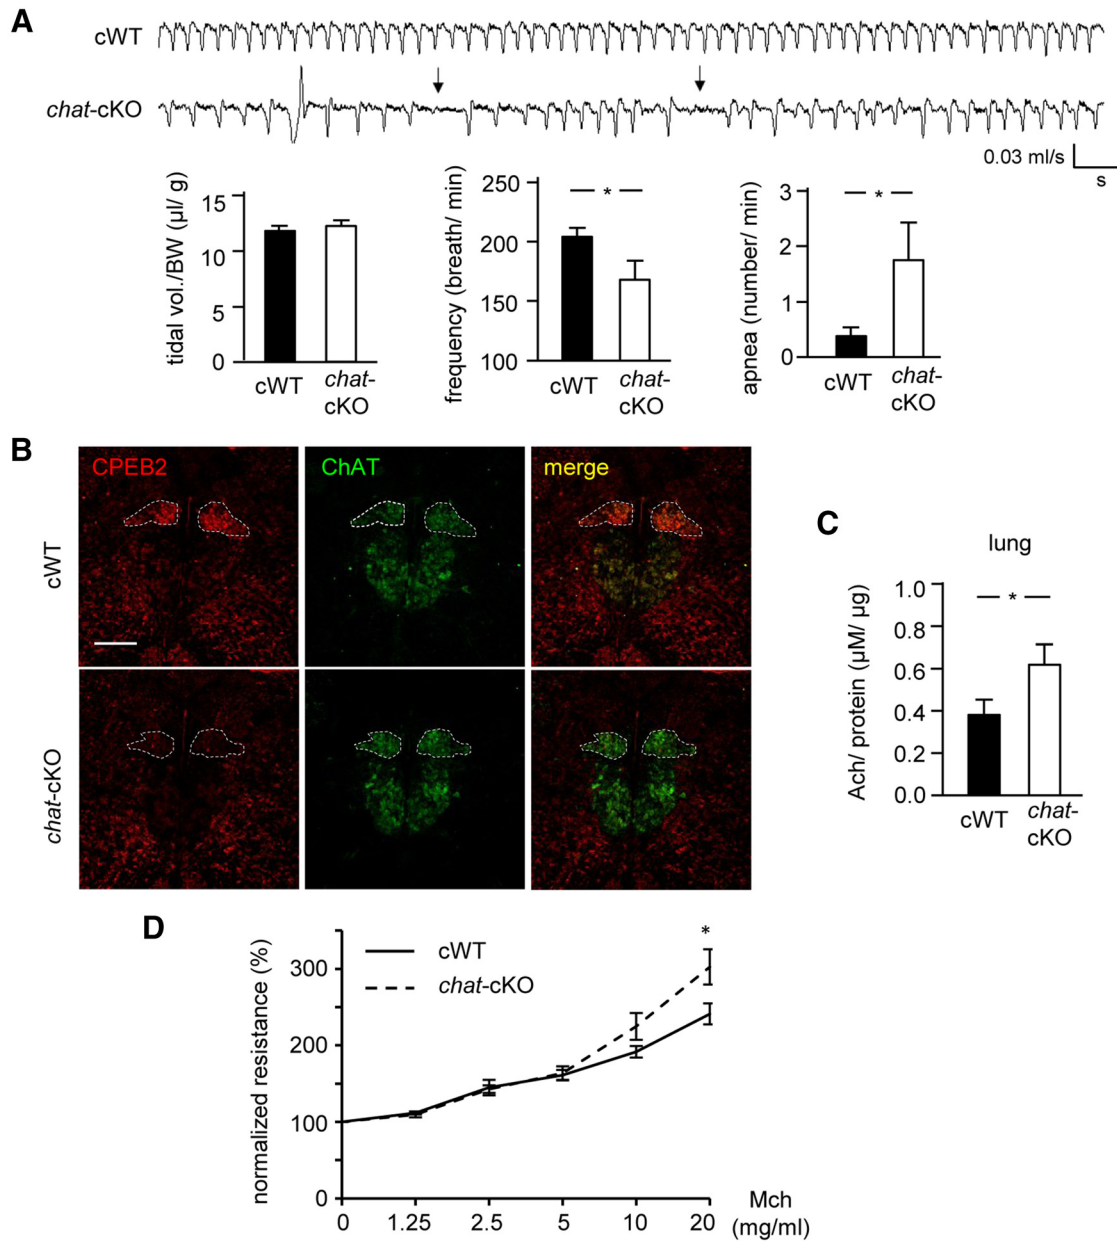 A
cWT
chat-cKO
0.03 ml/s
s
tidal vol./BW (μl/ g)
15
10
5
0
cWT
chat-
cKO
frequency (breath/ min)
250
200
150
100
*
cWT
chat-
cKO
apnea (number/ min)
3
2
1
0
*
cWT
chat-
cKO
B
CPEB2
ChAT
merge
cWT
chat-cKO
C
lung
Ach/ protein (μM/ μg)
1.0
0.8
0.6
0.4
0.2
0.0
*
cWT
chat-
cKO
D
normalized resistance (%)
300
200
100
0
cWT
chat-cKO
*
0
1.25
2.5
5
10
20
Mch
(mg/ml)